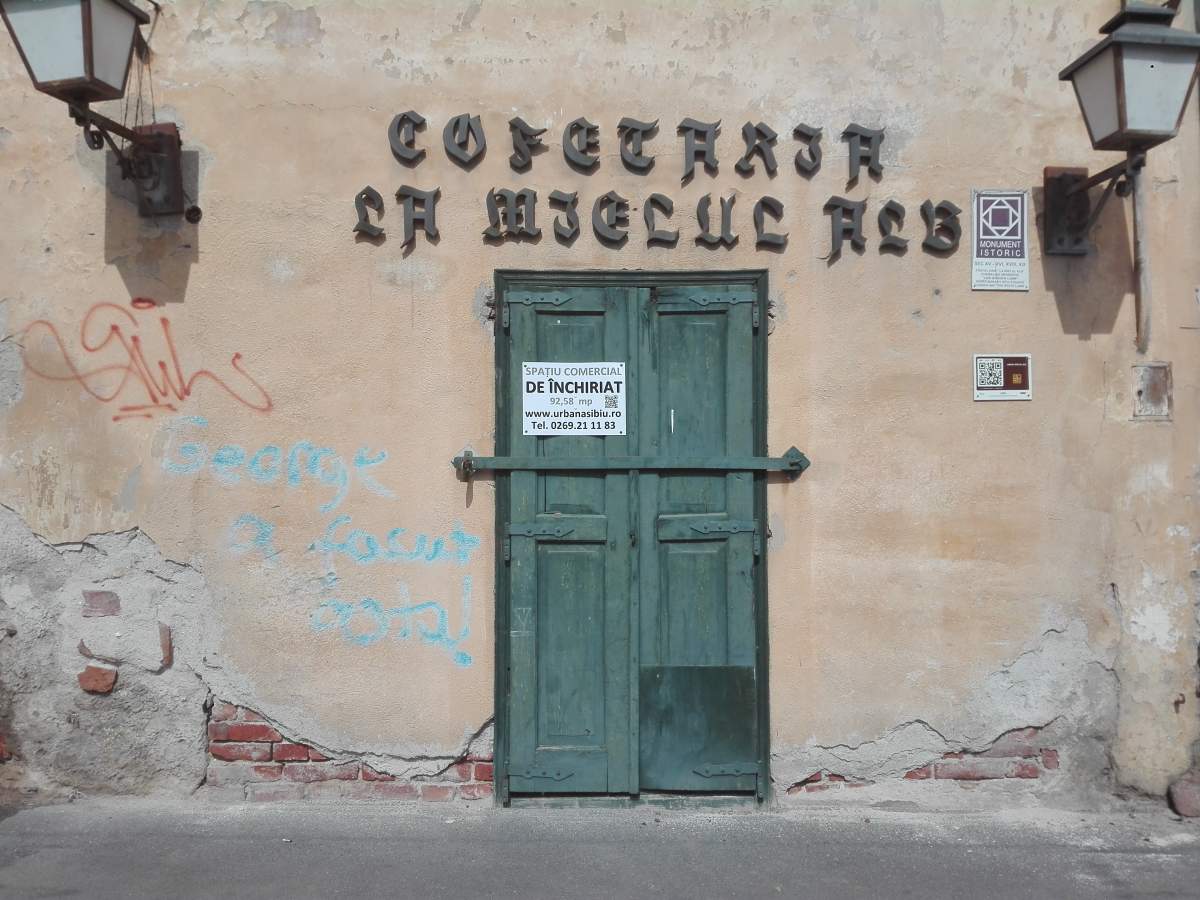 COFETARIA
LA MIELUL ALB
MONUMENT
ISTORIC
SPAȚIU COMERCIAL
DE ÎNCHIRIAT
92,58 mp
www.urbanasibiu.ro
Tel. 0269.21 11 83
George
a facut
asta!